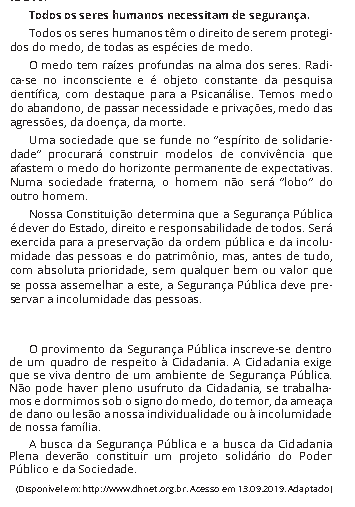 Todos os seres humanos necessitam de segurança.
Todos os seres humanos têm o direito de serem protegi-
dos do medo, de todas as espécies de medo.
O medo tem raízes profundas na alma dos seres. Radi-
ca-se no inconsciente e é objeto constante da pesquisa
científica, com destaque para a Psicanálise. Temos medo
do abandono, de passar necessidade e privações, medo das
agressões, da doença, da morte.
Uma sociedade que se funde no “espírito de solidarie-
dade” procurará construir modelos de convivência que
afastem o medo do horizonte permanente de expectativas.
Numa sociedade fraterna, o homem não será “lobo” do
outro homem.
Nossa Constituição determina que a Segurança Pública
é dever do Estado, direito e responsabilidade de todos. Será
exercida para a preservação da ordem pública e da incolu-
midade das pessoas e do patrimônio, mas, antes de tudo,
com absoluta prioridade, sem qualquer bem ou valor que
se possa assemelhar a este, a Segurança Pública deve pre-
servar a incolumidade das pessoas.
O provimento da Segurança Pública inscreve-se dentro
de um quadro de respeito à Cidadania. A Cidadania exige
que se viva dentro de um ambiente de Segurança Pública.
Não pode haver pleno usufruto da Cidadania, se trabalha-
mos e dormimos sob o signo do medo, do temor, da ameaça
de dano ou lesão a nossa individualidade ou à incolumidade
de nossa família.
A busca da Segurança Pública e a busca da Cidadania
Plena deverão constituir um projeto solidário do Poder
Público e da Sociedade.
(Disponível em: http://www.dhnet.org.br. Acesso em 13.09.2019. Adaptado)